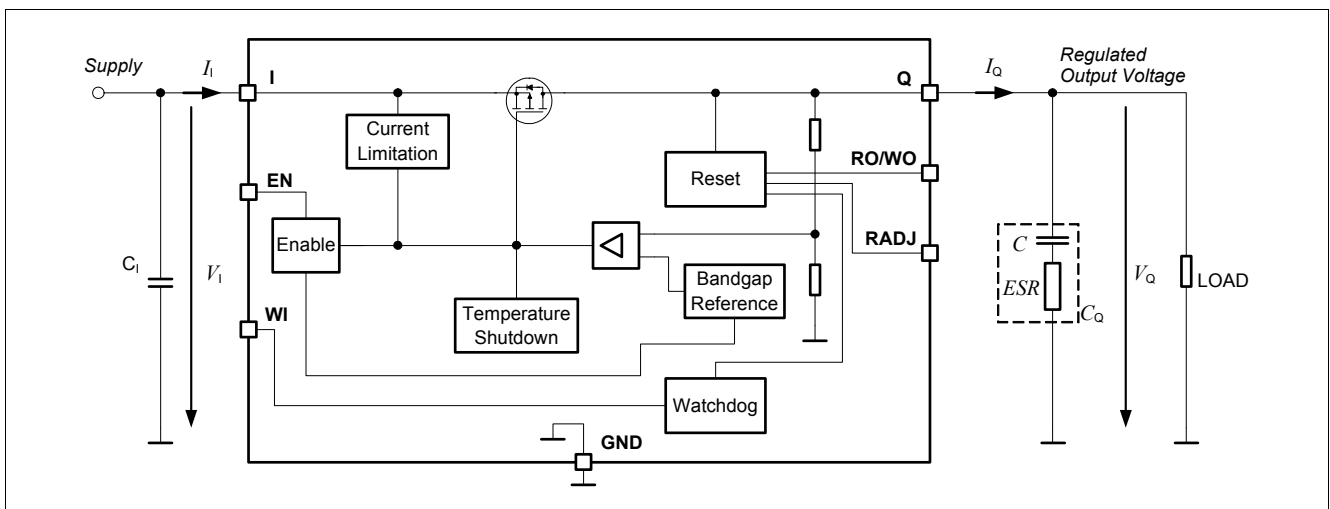 Supply
I_I
I
Q
I_Q
Regulated
Output Voltage
Current
Limitation
RO/WO
Reset
EN
Enable
RADJ
C_I
V_I
Bandgap
Reference
C
ESR
C_Q
V_Q
LOAD
WI
Temperature
Shutdown
Watchdog
GND